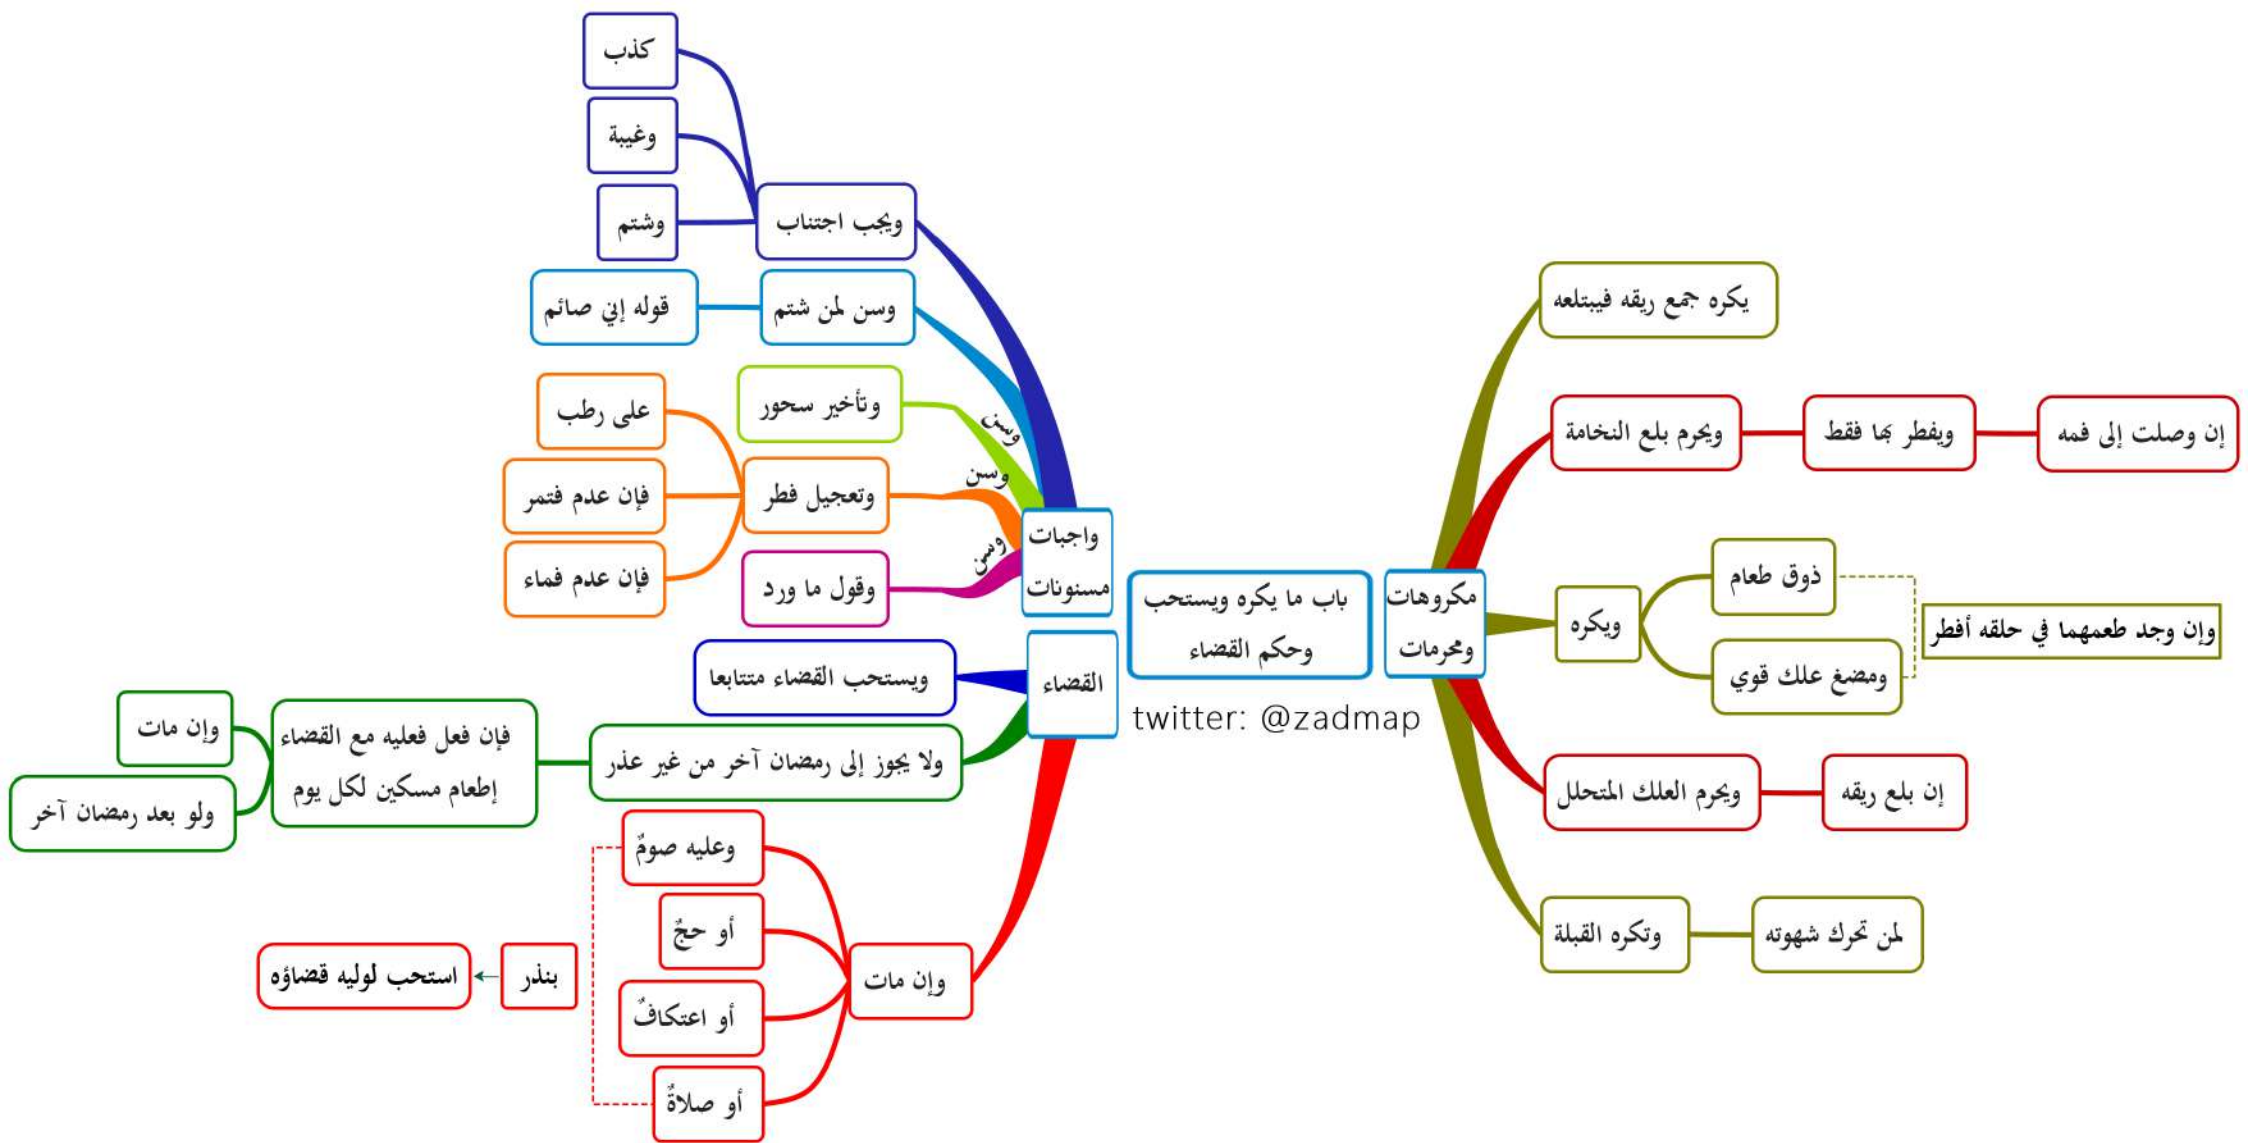 باب ما يكره ويستحب
وحكم القضاء
twitter: @zadmap
مكروهات
ومحرمات
يكره جمع ريقه فيبتلعه
ويحرم بلع النخامة
ويفطر بها فقط
إن وصلت إلى فمه
ويكره
ذوق طعام
ومضغ علك قوي
وإن وجد طعمهما في حلقه أفطر
ويحرم العلك المتحلل
إن بلع ريقه
وتكره القبلة
لمن تحرك شهوته
واجبات
مسنونات
ويجب اجتناب
كذب
وغيبة
وشتم
وسن لمن شتم
قوله إني صائم
وسن
وتأخير سحور
وسن
وتعجيل فطر
على رطب
فإن عدم فتمر
فإن عدم فماء
وسن
وقول ما ورد
القضاء
ويستحب القضاء متتابعا
ولا يجوز إلى رمضان آخر من غير عذر
فإن فعل فعليه مع القضاء
إطعام مسكين لكل يوم
وإن مات
ولو بعد رمضان آخر
وإن مات
وعليه صومٌ
أو حجٌ
أو اعتكافٌ
أو صلاةٌ
بنذر
استحب لوليه قضاؤه